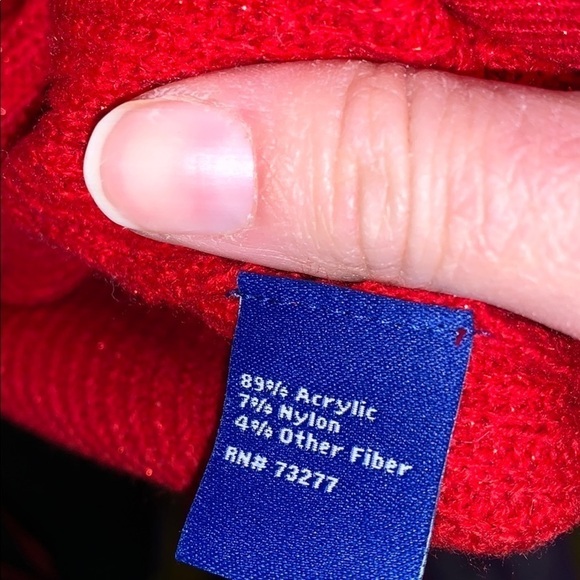 89% Acrylic
7% Nylon
4% Other Fiber
RN# 73277